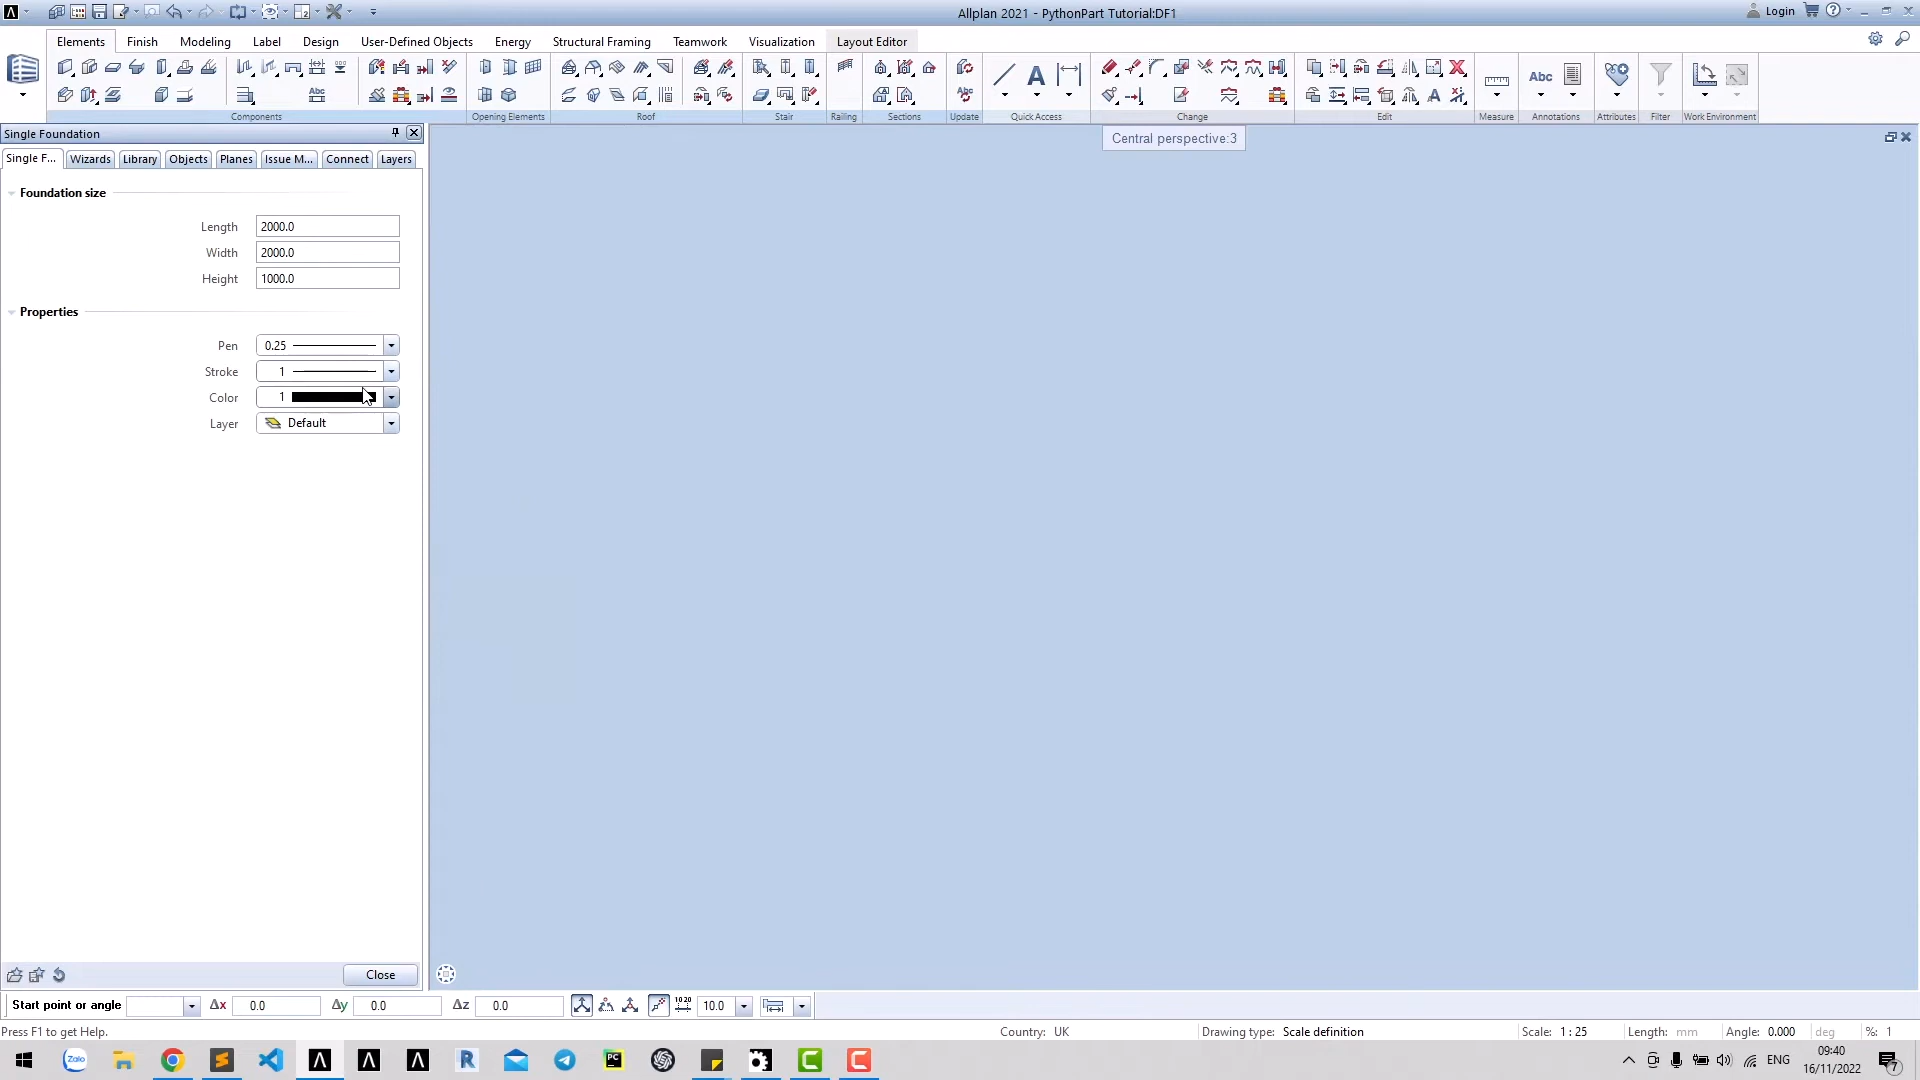 Allplan 2021 - PythonPart Tutorial:DF1
Login
Elements Finish Modeling Label Design User-Defined Objects Energy Structural Framing Teamwork Visualization Layout Editor
Abc
A
Abc
Abc
Abc
A
Components Opening Elements Roof Stair Railing Sections Update Quick Access Change Edit Measure Annotations Attributes Filter Work Environment
Single Foundation
Central perspective:3
Single F... Wizards Library Objects Planes Issue M... Connect Layers
Foundation size
Length 2000.0
Width 2000.0
Height 1000.0
Properties
Pen 0.25
Stroke 1
Color 1
Layer Default
Close
Start point or angle Δx 0.0 Δy 0.0 Δz 0.0 10.0
Press F1 to get Help.
Country: UK
Drawing type: Scale definition
Scale: 1 : 25
Length: mm
Angle: 0.000 deg
%: 1
Zalo
R
PC
ENG
09:40
16/11/2022
7